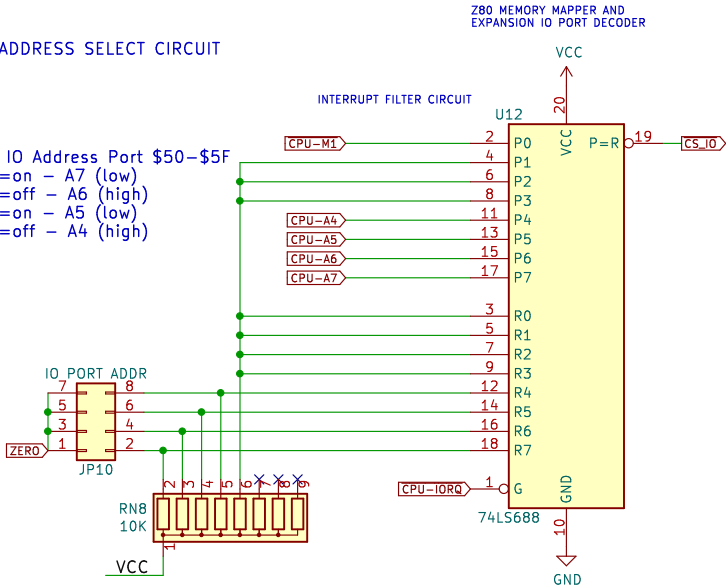 Z80 MEMORY MAPPER AND
EXPANSION IO PORT DECODER
ADDRESS SELECT CIRCUIT
VCC
INTERRUPT FILTER CIRCUIT
20
U12
VCC
CPU-M1 2 P0 P=R 19 CS_IO
IO Address Port $50-$5F
4 P1
=on - A7 (low)
6 P2
=off - A6 (high)
8 P3
=on - A5 (low)
CPU-A4 11 P4
=off - A4 (high)
CPU-A5 13 P5
CPU-A6 15 P6
CPU-A7 17 P7
3 R0
5 R1
7 R2
IO PORT ADDR
9 R3
7 8 12 R4
5 6 14 R5
3 4 16 R6
ZERO 1 2 18 R7
JP10
2 3 4 5 6 7 8 9
CPU-IORQ 1 G
GND
RN8
10K
74LS688
10
1
VCC
GND